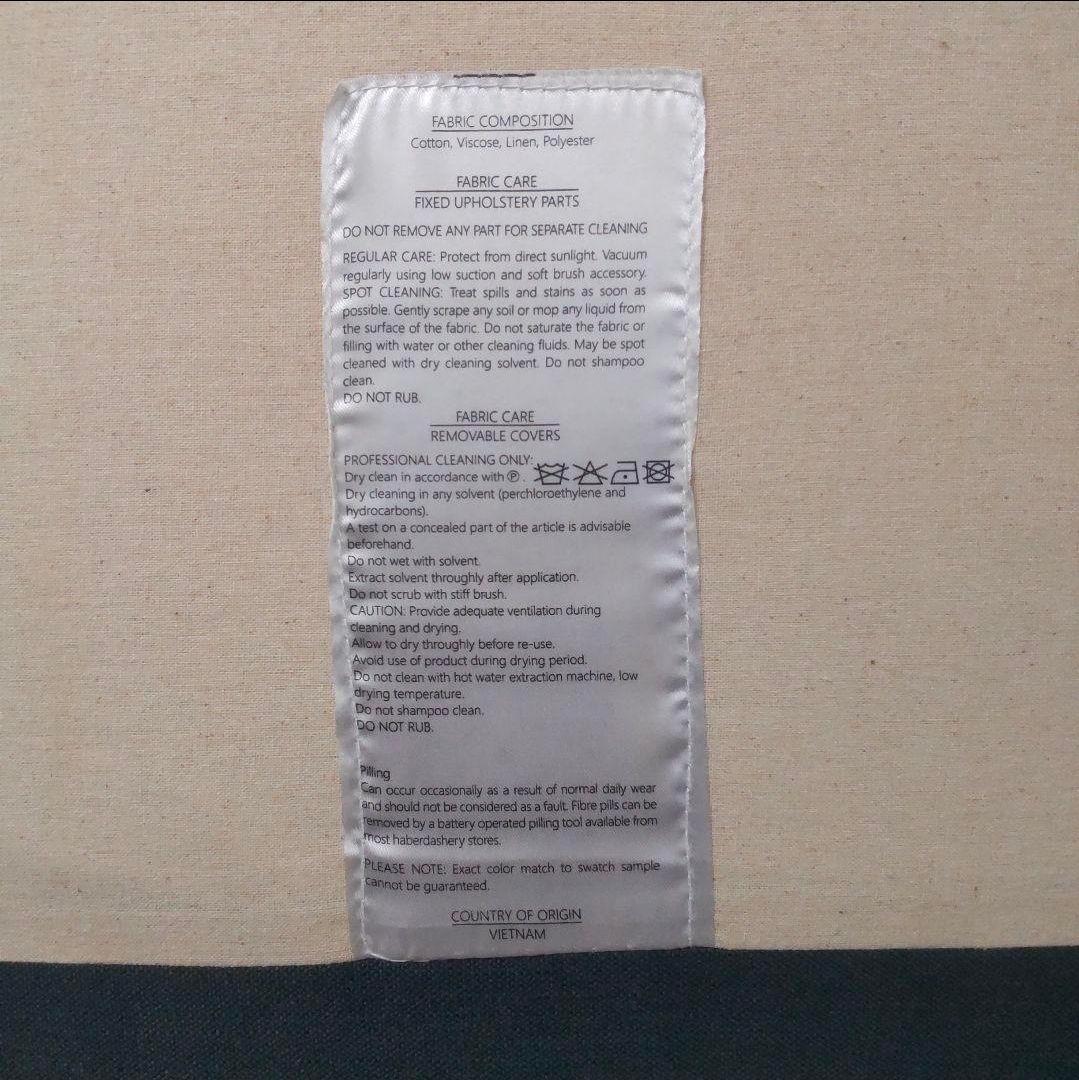 FABRIC COMPOSITION
Cotton, Viscose, Linen, Polyester
FABRIC CARE
FIXED UPHOLSTERY PARTS
DO NOT REMOVE ANY PART FOR SEPARATE CLEANING
REGULAR CARE: Protect from direct sunlight. Vacuum
regularly using low suction and soft brush accessory.
SPOT CLEANING: Treat spills and stains as soon as
possible. Gently scrape any soil or mop any liquid from
the surface of the fabric. Do not saturate the fabric or
filling with water or other cleaning fluids. May be spot
cleaned with dry cleaning solvent. Do not shampoo
clean.
DO NOT RUB.
FABRIC CARE
REMOVABLE COVERS
PROFESSIONAL CLEANING ONLY:
Dry clean in accordance with Ⓟ.
Dry cleaning in any solvent (perchloroethylene and
hydrocarbons).
A test on a concealed part of the article is advisable
beforehand.
Do not wet with solvent.
Extract solvent throughly after application.
Do not scrub with stiff brush.
CAUTION: Provide adequate ventilation during
cleaning and drying.
Allow to dry throughly before re-use.
Avoid use of product during drying period.
Do not clean with hot water extraction machine, low
drying temperature.
Do not shampoo clean.
DO NOT RUB.
Pilling
Can occur occasionally as a result of normal daily wear
and should not be considered as a fault. Fibre pills can be
removed by a battery operated pilling tool available from
most haberdashery stores.
PLEASE NOTE: Exact color match to swatch sample
cannot be guaranteed.
COUNTRY OF ORIGIN
VIETNAM